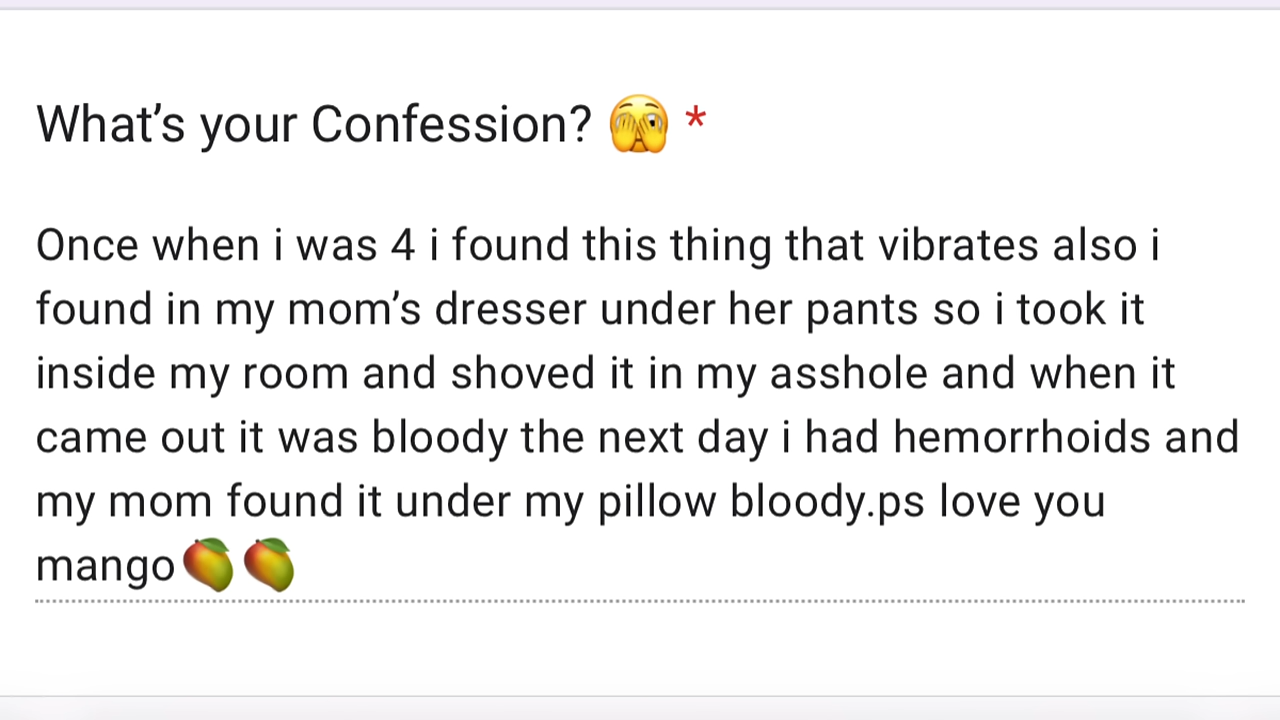 What's your Confession? 🫣 *
Once when i was 4 i found this thing that vibrates also i
found in my mom's dresser under her pants so i took it
inside my room and shoved it in my asshole and when it
came out it was bloody the next day i had hemorrhoids and
my mom found it under my pillow bloody.ps love you
mango🥭🥭